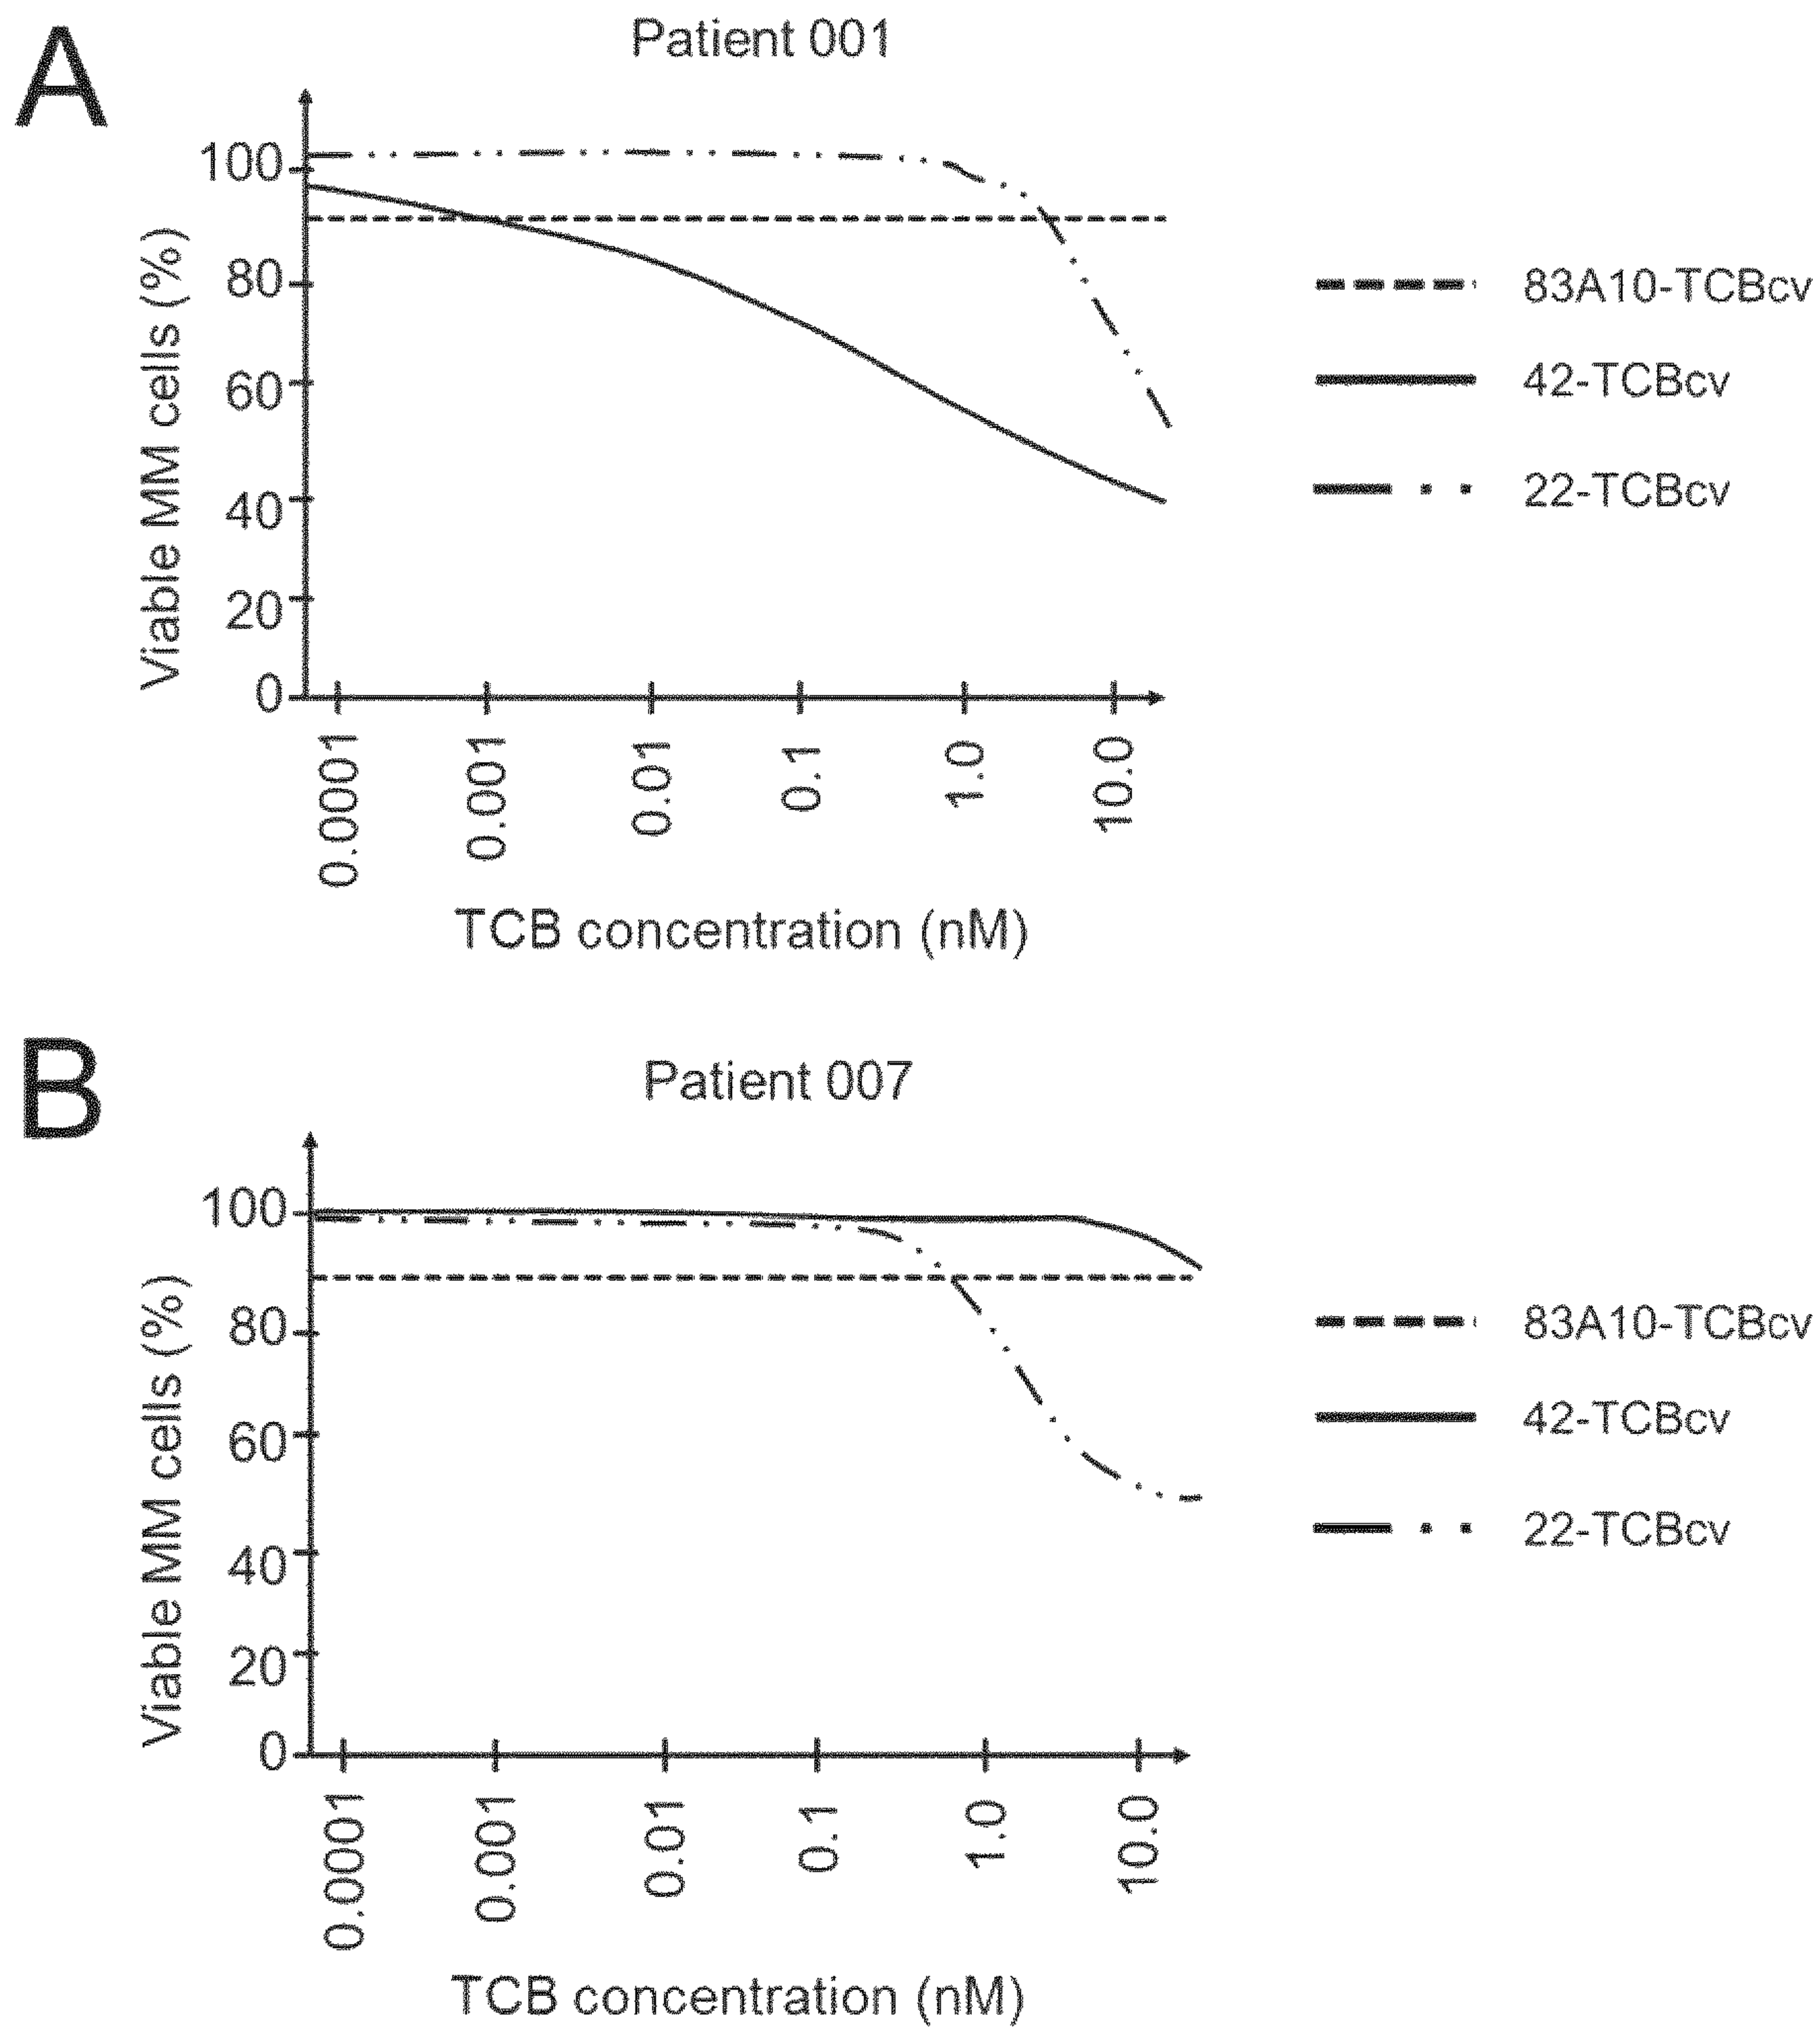 A
Patient 001
Viable MM cells (%)
100
80
60
40
20
0
0.0001
0.001
0.01
0.1
1.0
10.0
TCB concentration (nM)
83A10-TCBcv
42-TCBcv
22-TCBcv
B
Patient 007
Viable MM cells (%)
100
80
60
40
20
0
0.0001
0.001
0.01
0.1
1.0
10.0
TCB concentration (nM)
83A10-TCBcv
42-TCBcv
22-TCBcv